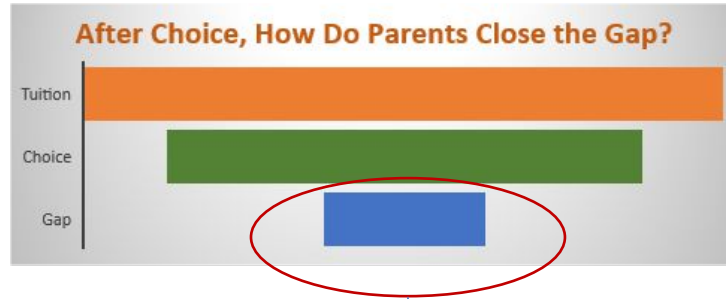 After Choice, How Do Parents Close the Gap?
Tuition
Choice
Gap